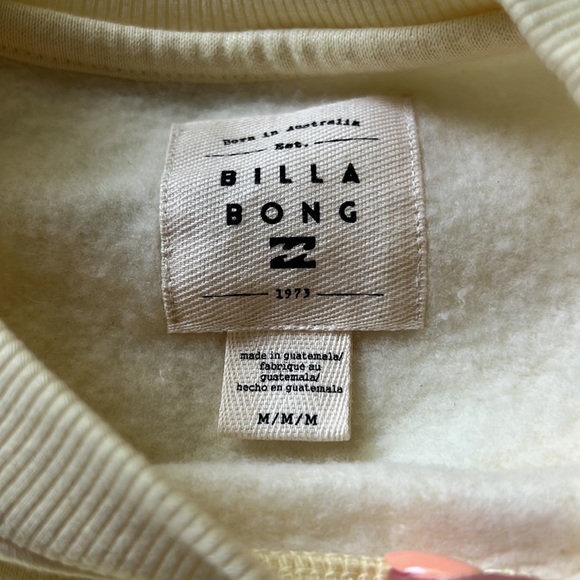 Born in Australia
Est.
BILLA
BONG
1973
made in guatemala/
fabriqué au
guatemala/
hecho en guatemala
M/M/M